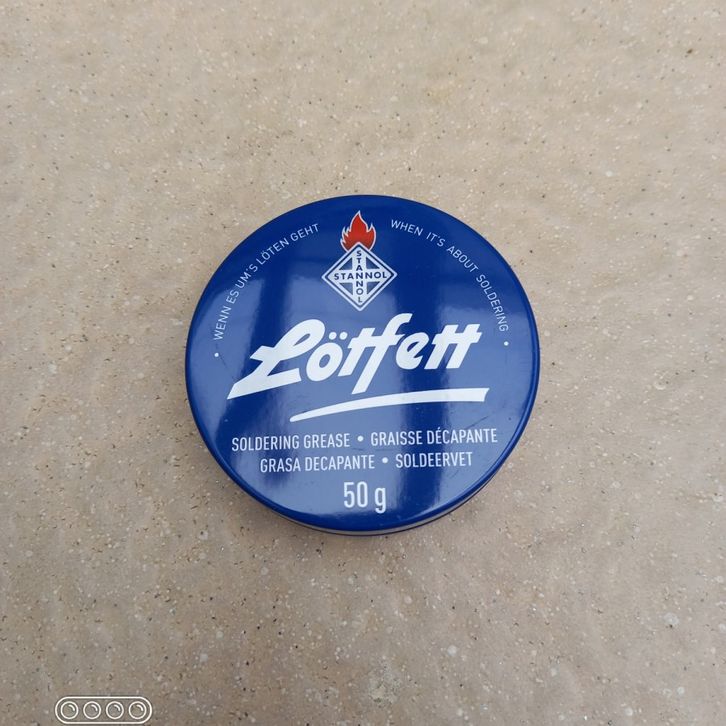 WENN ES UM'S LÖTEN GEHT
WHEN IT'S ABOUT SOLDERING
STANNOL
STANNOL
Lötfett
SOLDERING GREASE • GRAISSE DÉCAPANTE
GRASA DECAPANTE • SOLDEERVET
50 g